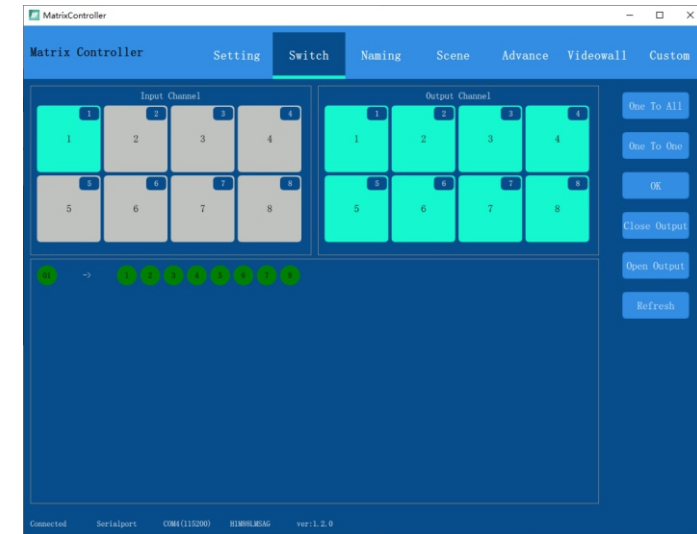 MatrixController
Matrix Controller Setting Switch Naming Scene Advance Videowall Custom
Input Channel
1 2 3 4
1 2 3 4
5 6 7 8
5 6 7 8
Output Channel
1 2 3 4
1 2 3 4
5 6 7 8
5 6 7 8
One To All
One To One
OK
Close Output
Open Output
Refresh
01 -> 1 2 3 4 5 6 7 8
Connected Serialport COM4(115200) ver:1.2.0